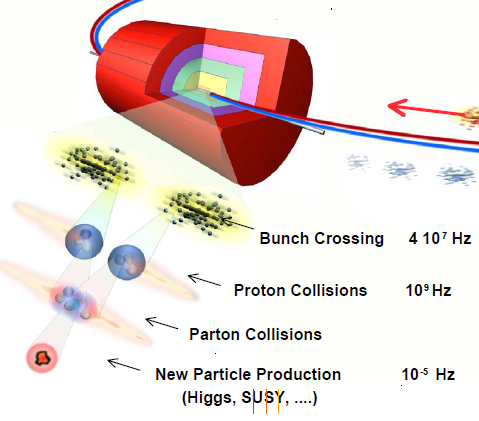 Bunch Crossing 4 10⁷ Hz
Proton Collisions 10⁹ Hz
Parton Collisions
New Particle Production 10⁻⁵ Hz
(Higgs, SUSY, ....)